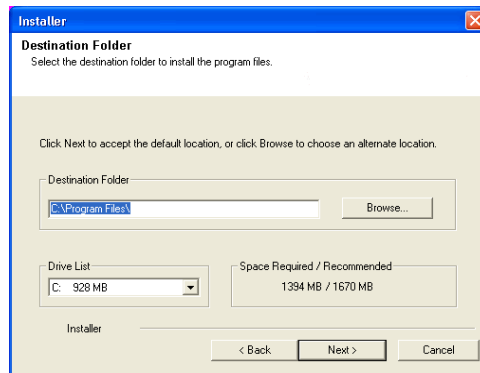 Installer
Destination Folder
Select the destination folder to install the program files.
Click Next to accept the default location, or click Browse to choose an alternate location.
Destination Folder
C:\Program Files\
Browse...
Drive List
C: 928 MB
Space Required / Recommended
1394 MB / 1670 MB
Installer
< Back
Next >
Cancel